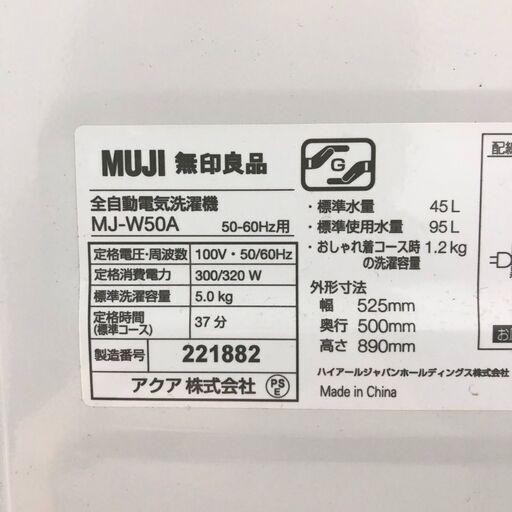 MUJI 無印良品
全自動電気洗濯機
MJ-W50A 50-60Hz用
定格電圧・周波数 100V・50/60Hz
定格消費電力 300/320 W
標準洗濯容量 5.0 kg
定格時間 (標準コース) 37 分
製造番号 221882
アクア 株式会社 PS E
G
・標準水量 45 L
・標準使用水量 95 L
・おしゃれ着コース時 1.2 kg
の洗濯容量
外形寸法
幅 525mm
奥行 500mm
高さ 890mm
ハイアールジャパンホールディングス株式会社
Made in China
配線
お